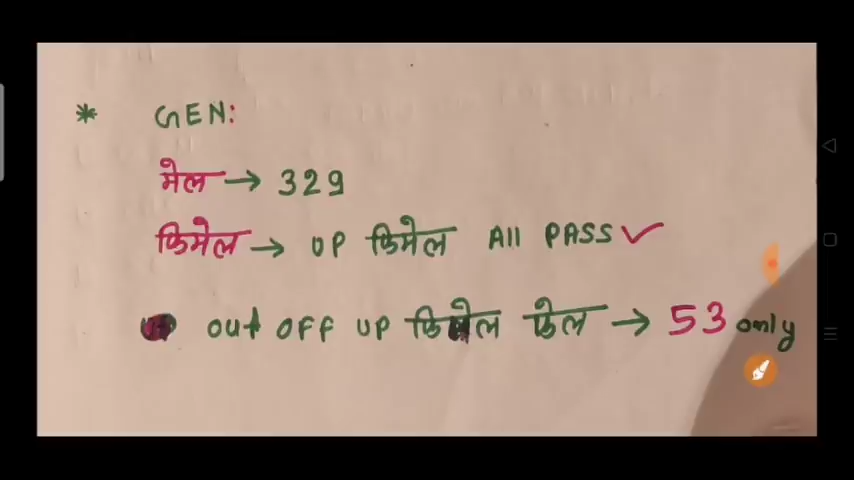 * GEN:
मेल → 329
फिमेल → UP फिमेल All PASS ✓
out OFF UP फिमेल फेल → 53 only